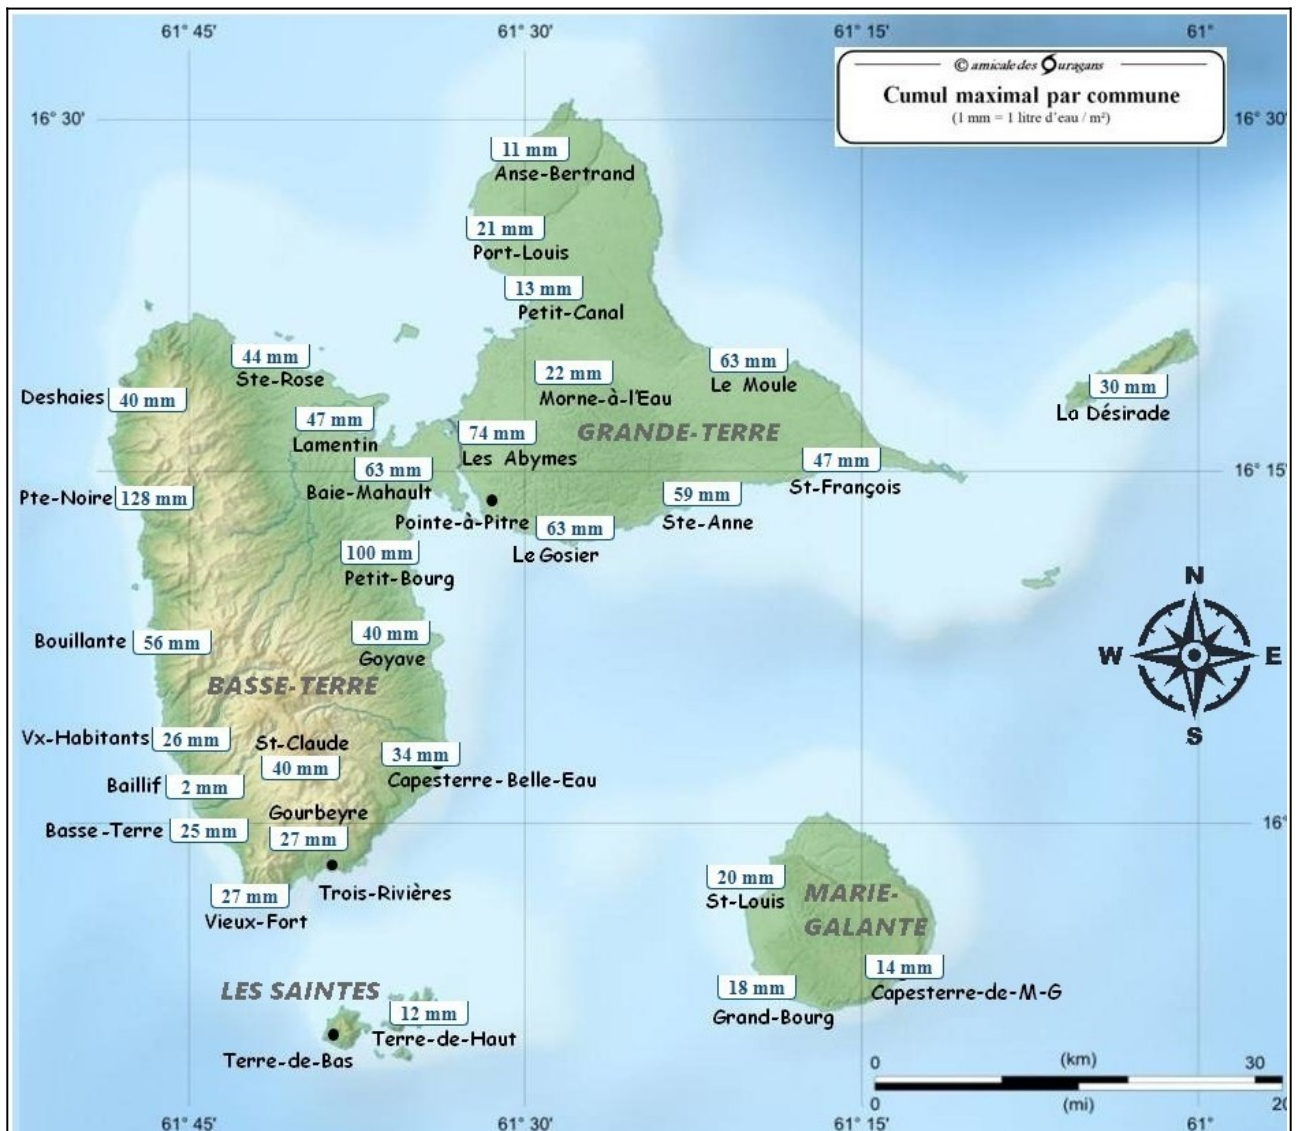 61° 45'
61° 30'
61° 15'
61°
© amicale des Ouragans
Cumul maximal par commune
(1 mm = 1 litre d'eau / m²)
16° 30'
16° 30'
11 mm
Anse-Bertrand
21 mm
Port-Louis
13 mm
Petit-Canal
44 mm
Ste-Rose
22 mm
Morne-à-l'Eau
63 mm
Le Moule
30 mm
La Désirade
Deshaies 40 mm
47 mm
Lamentin
74 mm
Les Abymes
GRANDE-TERRE
47 mm
St-François
16° 15'
63 mm
Baie-Mahault
Pte-Noire 128 mm
59 mm
Ste-Anne
Pointe-à-Pitre
63 mm
Le Gosier
100 mm
Petit-Bourg
N
W
E
S
Bouillante 56 mm
40 mm
Goyave
BASSE-TERRE
Vx-Habitants 26 mm
St-Claude
40 mm
34 mm
Capesterre-Belle-Eau
Baillif 2 mm
Gourbeyre
27 mm
Basse-Terre 25 mm
16°
Trois-Rivières
27 mm
Vieux-Fort
20 mm
St-Louis
MARIE-
GALANTE
14 mm
Capesterre-de-M-G
18 mm
Grand-Bourg
LES SAINTES
12 mm
Terre-de-Haut
Terre-de-Bas
0
(km)
30
0
(mi)
20
61° 45'
61° 30'
61° 15'
61°